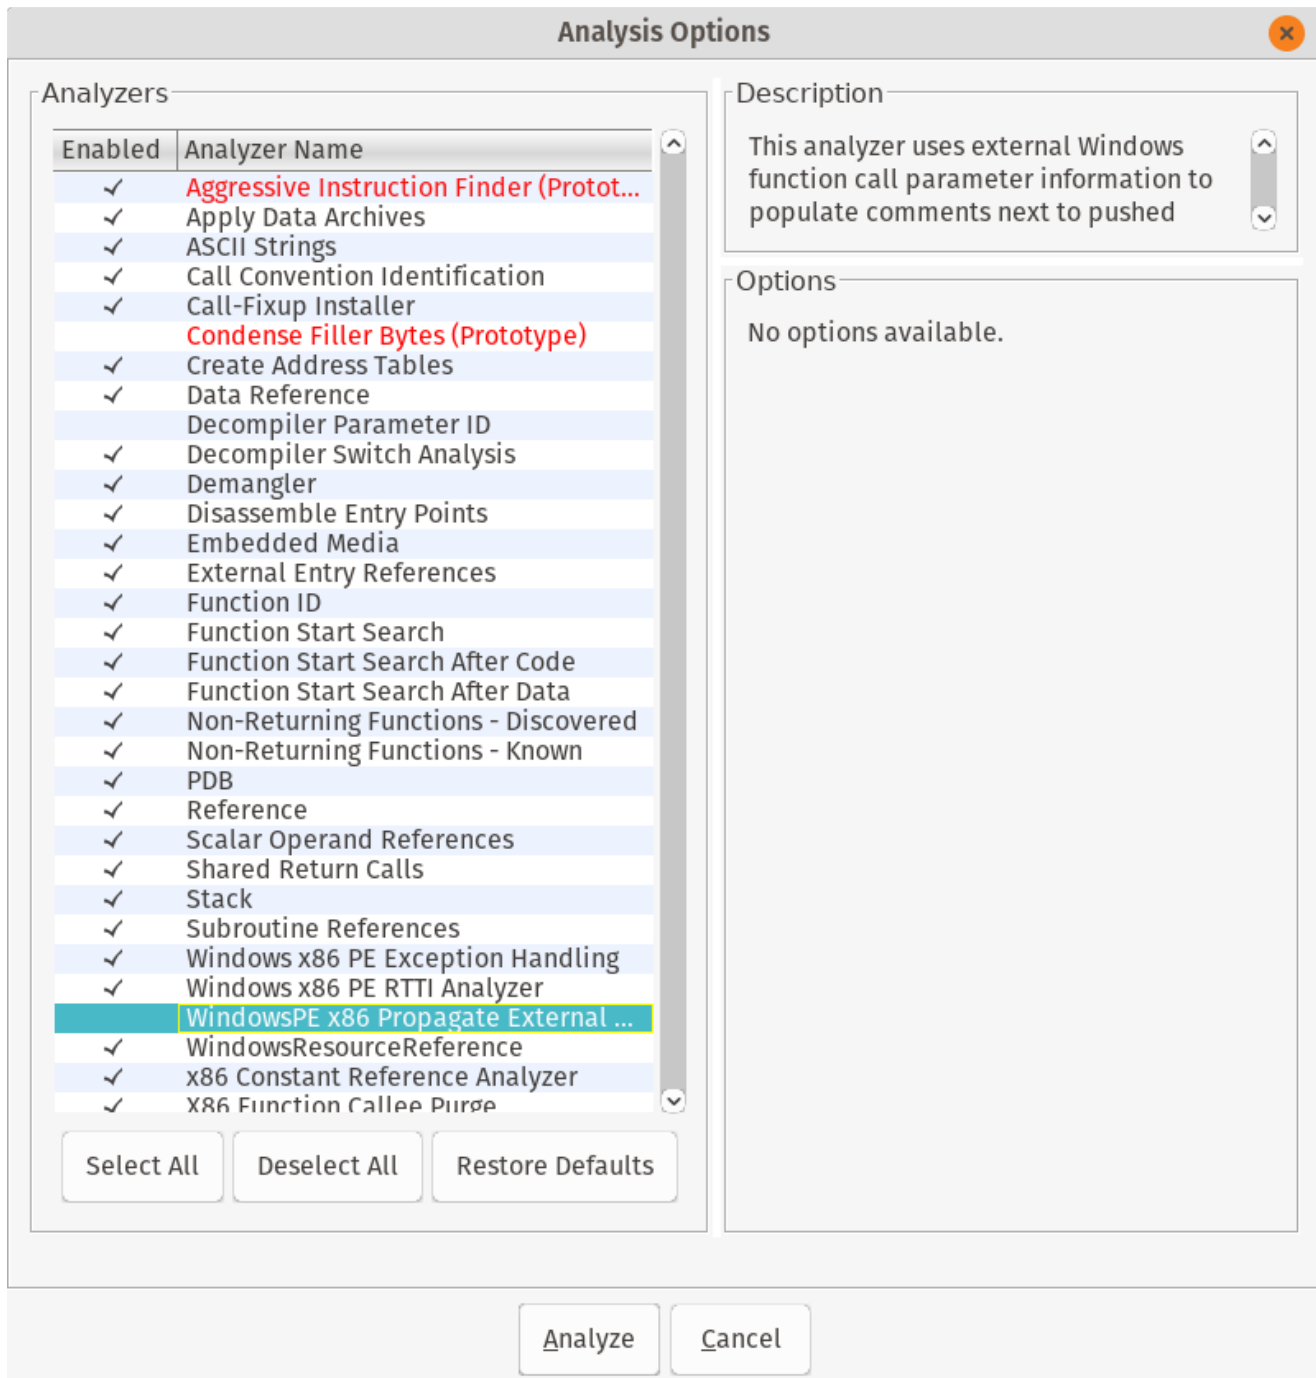 Analysis Options
Analyzers
Enabled Analyzer Name
Aggressive Instruction Finder (Protot...
Apply Data Archives
ASCII Strings
Call Convention Identification
Call-Fixup Installer
Condense Filler Bytes (Prototype)
Create Address Tables
Data Reference
Decompiler Parameter ID
Decompiler Switch Analysis
Demangler
Disassemble Entry Points
Embedded Media
External Entry References
Function ID
Function Start Search
Function Start Search After Code
Function Start Search After Data
Non-Returning Functions - Discovered
Non-Returning Functions - Known
PDB
Reference
Scalar Operand References
Shared Return Calls
Stack
Subroutine References
Windows x86 PE Exception Handling
Windows x86 PE RTTI Analyzer
WindowsPE x86 Propagate External ...
WindowsResourceReference
x86 Constant Reference Analyzer
X86 Function Callee Purge
Select All Deselect All Restore Defaults
Description
This analyzer uses external Windows
function call parameter information to
populate comments next to pushed
Options
No options available.
Analyze Cancel